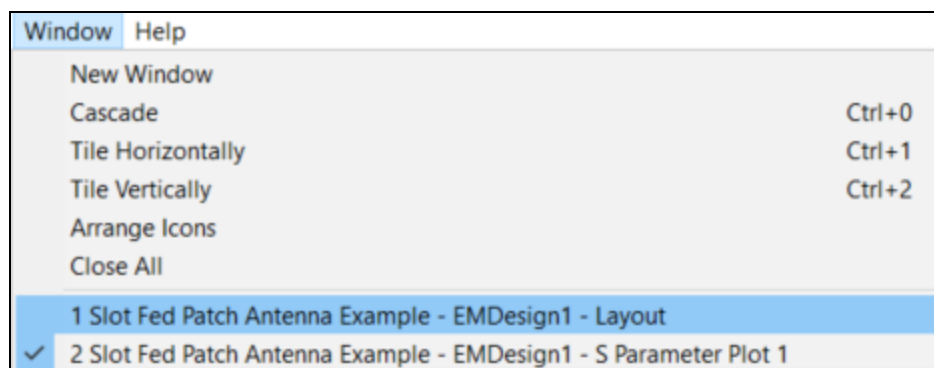 Window Help
New Window
Cascade Ctrl+0
Tile Horizontally Ctrl+1
Tile Vertically Ctrl+2
Arrange Icons
Close All
1 Slot Fed Patch Antenna Example - EMDesign1 - Layout
2 Slot Fed Patch Antenna Example - EMDesign1 - S Parameter Plot 1